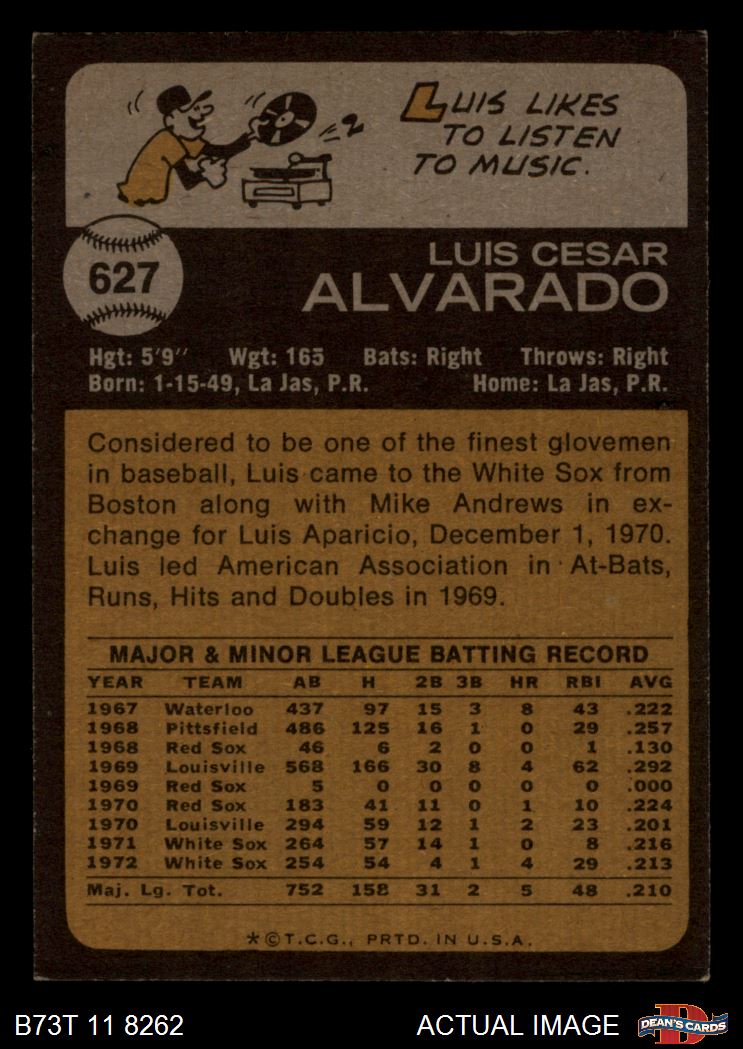 LUIS LIKES
TO LISTEN
TO MUSIC.
627
LUIS CESAR
ALVARADO
Hgt: 5'9" Wgt: 165 Bats: Right Throws: Right
Born: 1-15-49, La Jas, P.R. Home: La Jas, P.R.
Considered to be one of the finest glovemen
in baseball, Luis came to the White Sox from
Boston along with Mike Andrews in ex-
change for Luis Aparicio, December 1, 1970.
Luis led American Association in At-Bats,
Runs, Hits and Doubles in 1969.
MAJOR & MINOR LEAGUE BATTING RECORD
YEAR TEAM AB H 2B 3B HR RBI AVG
1967 Waterloo 437 97 15 3 8 43 .222
1968 Pittsfield 486 125 16 1 0 29 .257
1968 Red Sox 46 6 2 0 0 1 .130
1969 Louisville 568 166 30 8 4 62 .292
1969 Red Sox 5 0 0 0 0 0 .000
1970 Red Sox 183 41 11 0 1 10 .224
1970 Louisville 294 59 12 1 2 23 .201
1971 White Sox 264 57 14 1 0 8 .216
1972 White Sox 254 54 4 1 4 29 .213
Maj. Lg. Tot. 752 158 31 2 5 48 .210
*©T.C.G., PRTD. IN U.S.A.
B73T 11 8262 ACTUAL IMAGE
DEAN'S CARDS